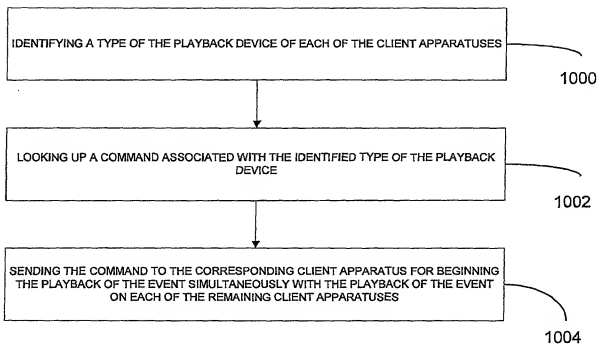 IDENTIFYING A TYPE OF THE PLAYBACK DEVICE OF EACH OF THE CLIENT APPARATUSES
1000
LOOKING UP A COMMAND ASSOCIATED WITH THE IDENTIFIED TYPE OF THE PLAYBACK
DEVICE
1002
SENDING THE COMMAND TO THE CORRESPONDING CLIENT APPARATUS FOR BEGINNING
THE PLAYBACK OF THE EVENT SIMULTANEOUSLY WITH THE PLAYBACK OF THE EVENT
ON EACH OF THE REMAINING CLIENT APPARATUSES
1004